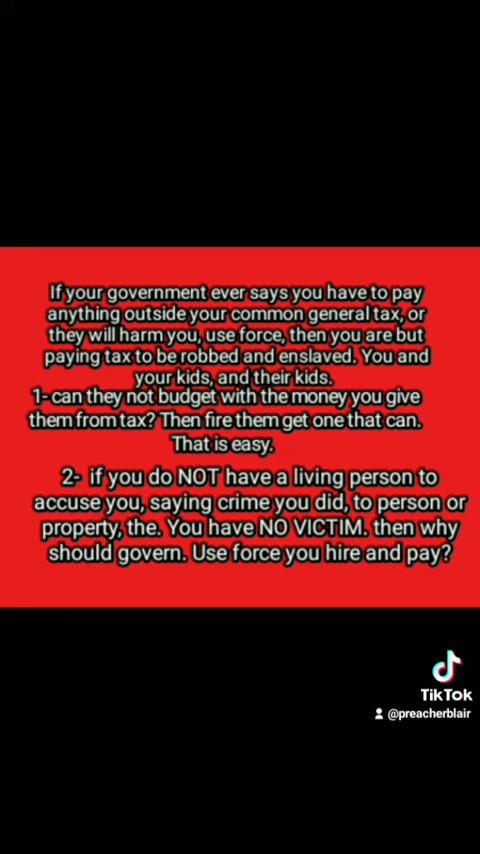 If your government ever says you have to pay
anything outside your common general tax, or
they will harm you, use force, then you are but
paying tax to be robbed and enslaved. You and
your kids, and their kids.
1- can they not budget with the money you give
them from tax? Then fire them get one that can.
That is easy.
2- if you do NOT have a living person to
accuse you, saying crime you did, to person or
property, the. You have NO VICTIM. then why
should govern. Use force you hire and pay?
TikTok
@preacherblair